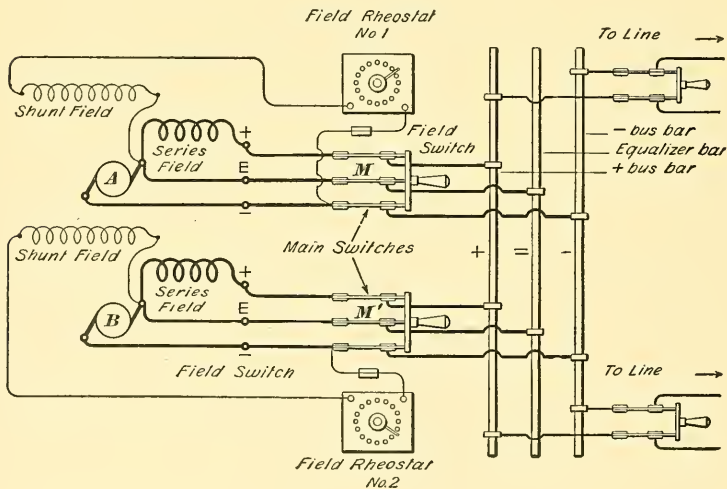 Field Rheostat
No 1
To Line
Shunt Field
Series
Field
A
+
E
-
M
Field
Switch
- bus bar
Equalizer bar
+ bus bar
Main Switches
+
=
-
Shunt Field
Series
Field
B
+
E
-
M'
Field Switch
To Line
Field Rheostat
No.2